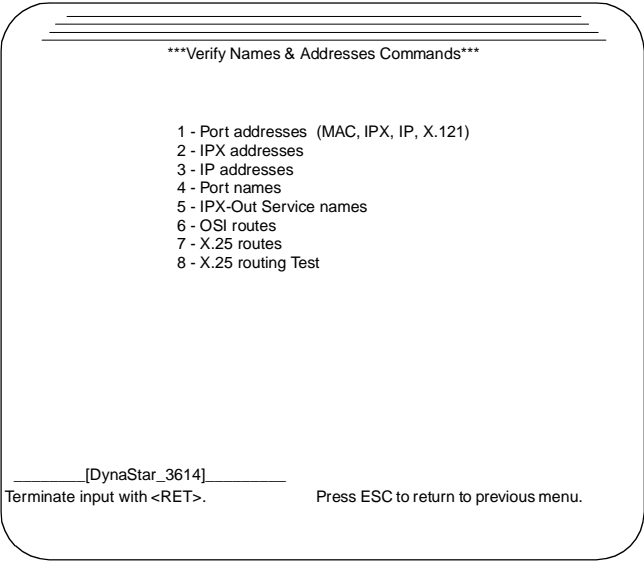 ***Verify Names & Addresses Commands***
1 - Port addresses (MAC, IPX, IP, X.121)
2 - IPX addresses
3 - IP addresses
4 - Port names
5 - IPX-Out Service names
6 - OSI routes
7 - X.25 routes
8 - X.25 routing Test
________[DynaStar_3614]_________
Terminate input with <RET>. Press ESC to return to previous menu.